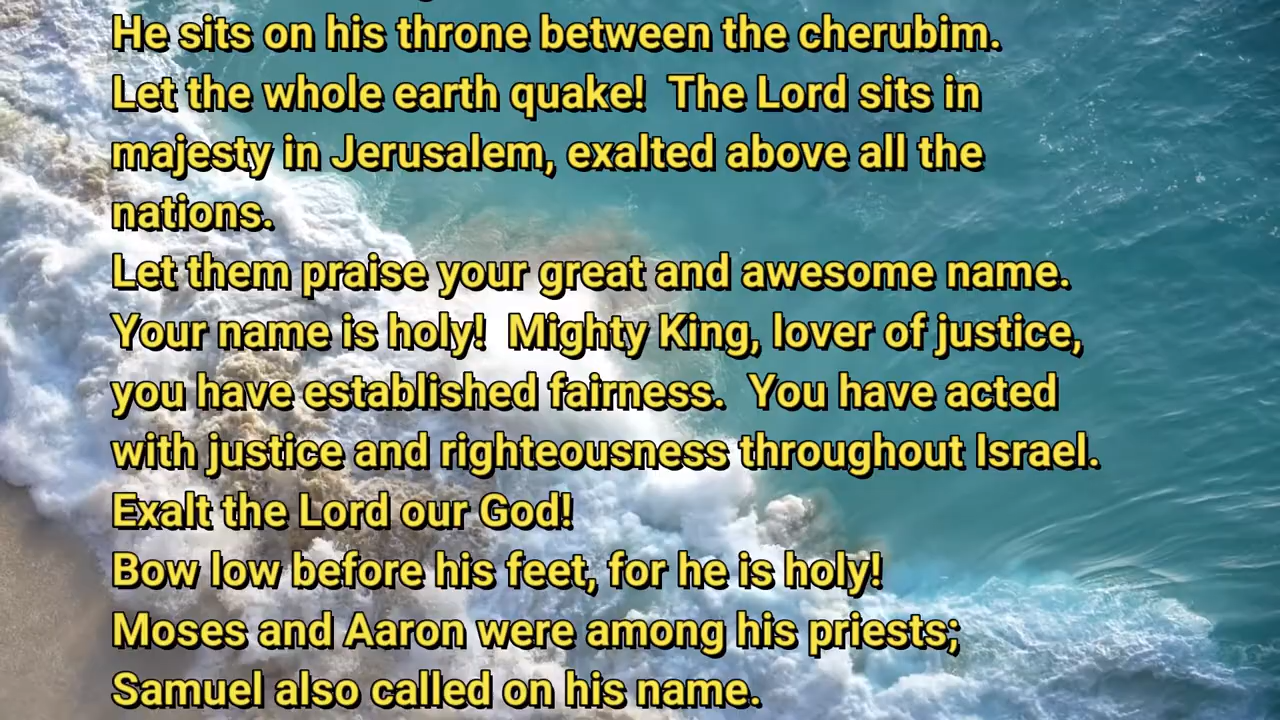 He sits on his throne between the cherubim.
Let the whole earth quake!  The Lord sits in
majesty in Jerusalem, exalted above all the
nations.
Let them praise your great and awesome name.
Your name is holy!  Mighty King, lover of justice,
you have established fairness.  You have acted
with justice and righteousness throughout Israel.
Exalt the Lord our God!
Bow low before his feet, for he is holy!
Moses and Aaron were among his priests;
Samuel also called on his name.